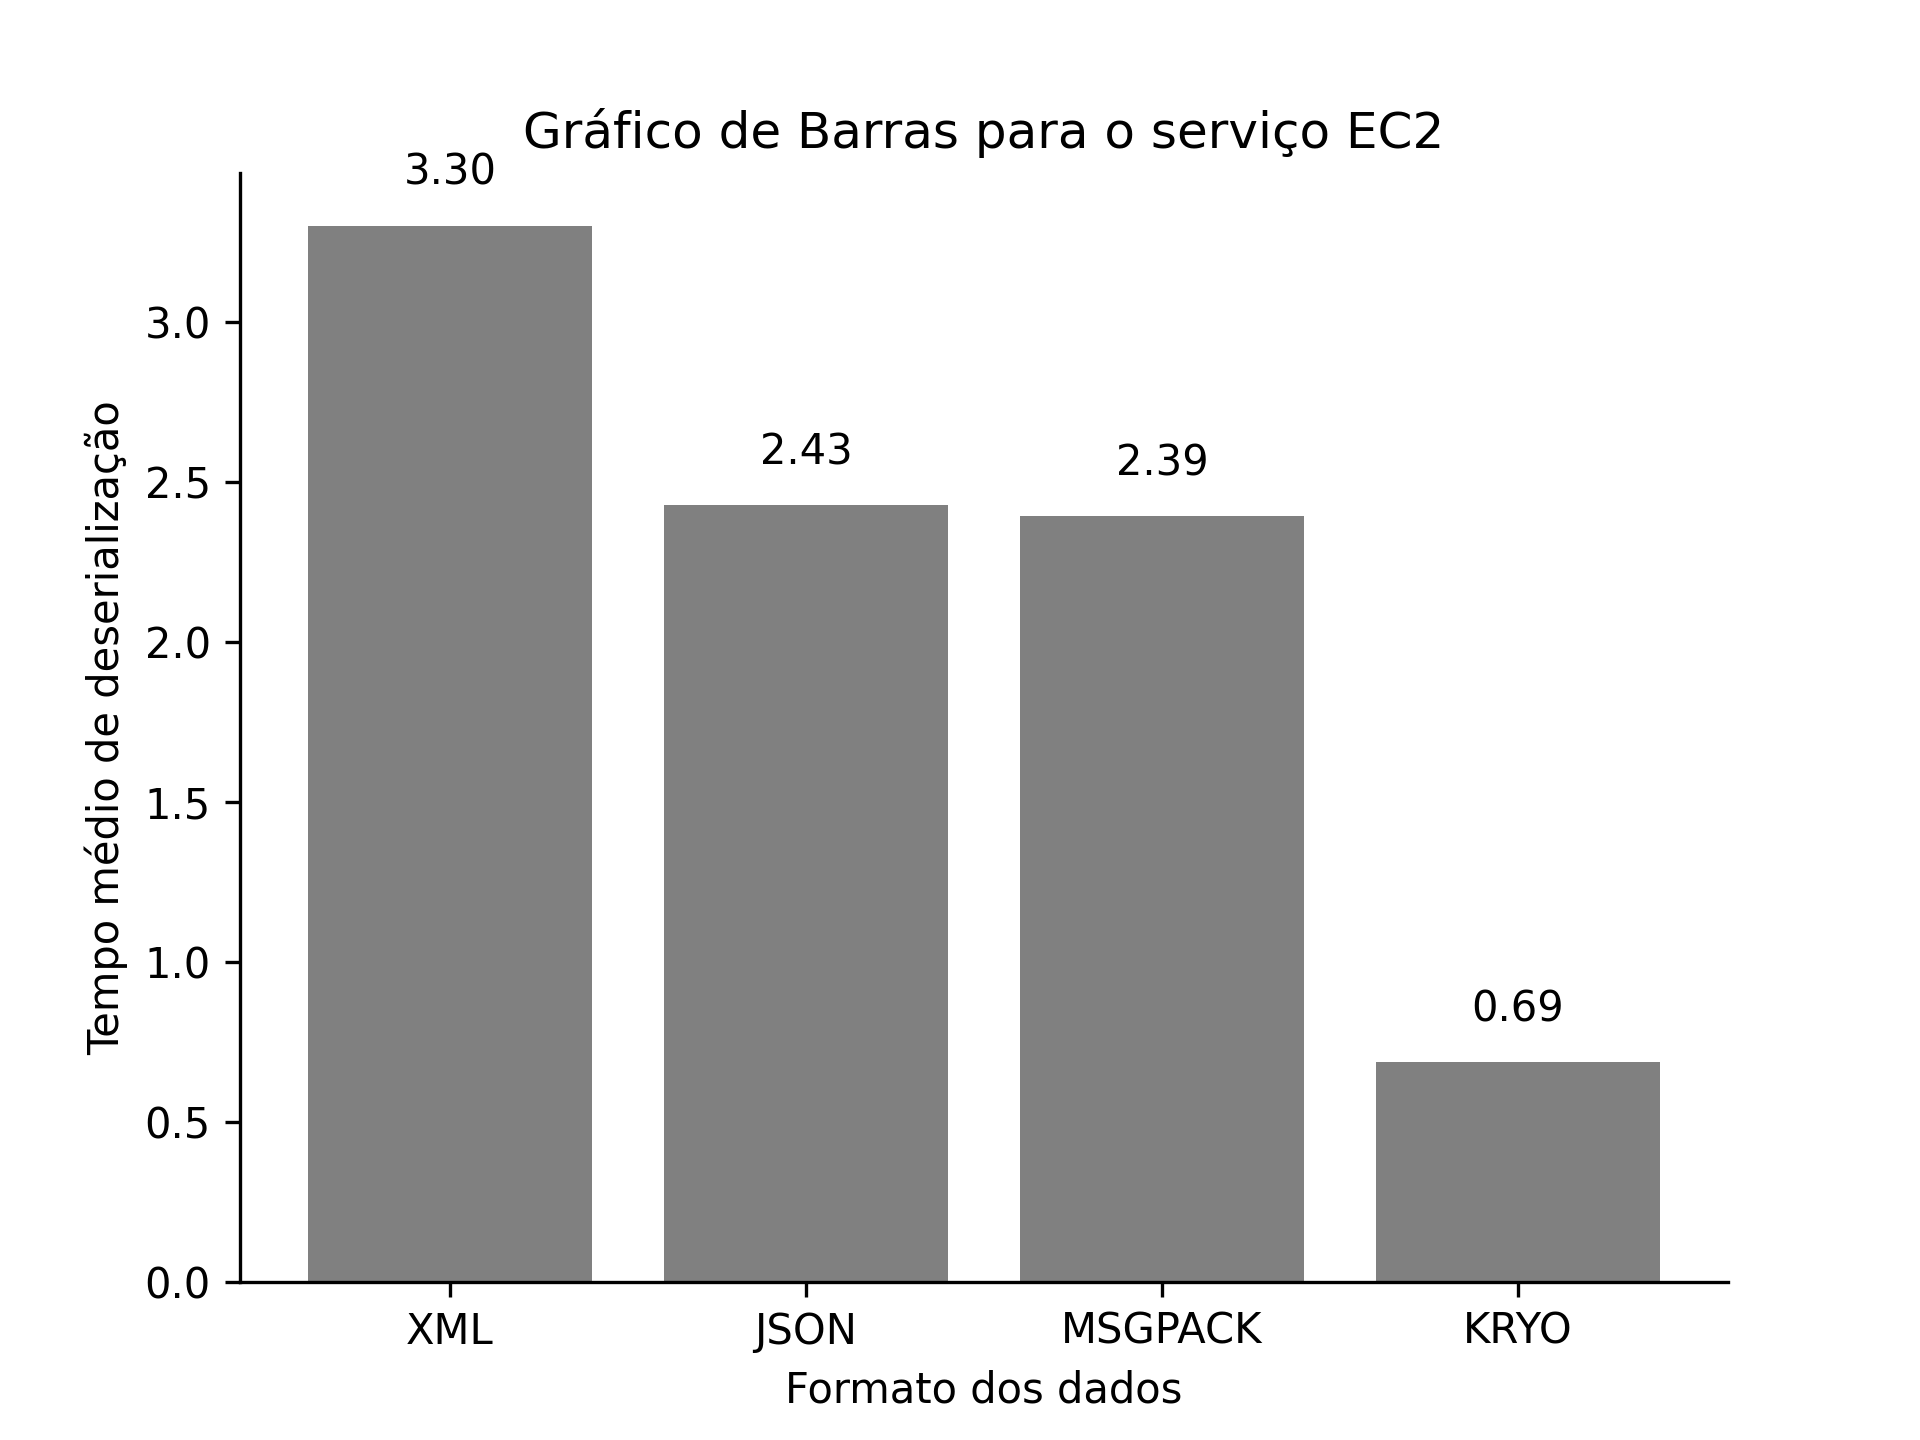 Gráfico de Barras para o serviço EC2
3.30
3.0
2.43
2.39
2.5
2.0
1.5
1.0
0.69
0.5
0.0
Tempo médio de deserialização
XML
JSON
MSGPACK
KRYO
Formato dos dados